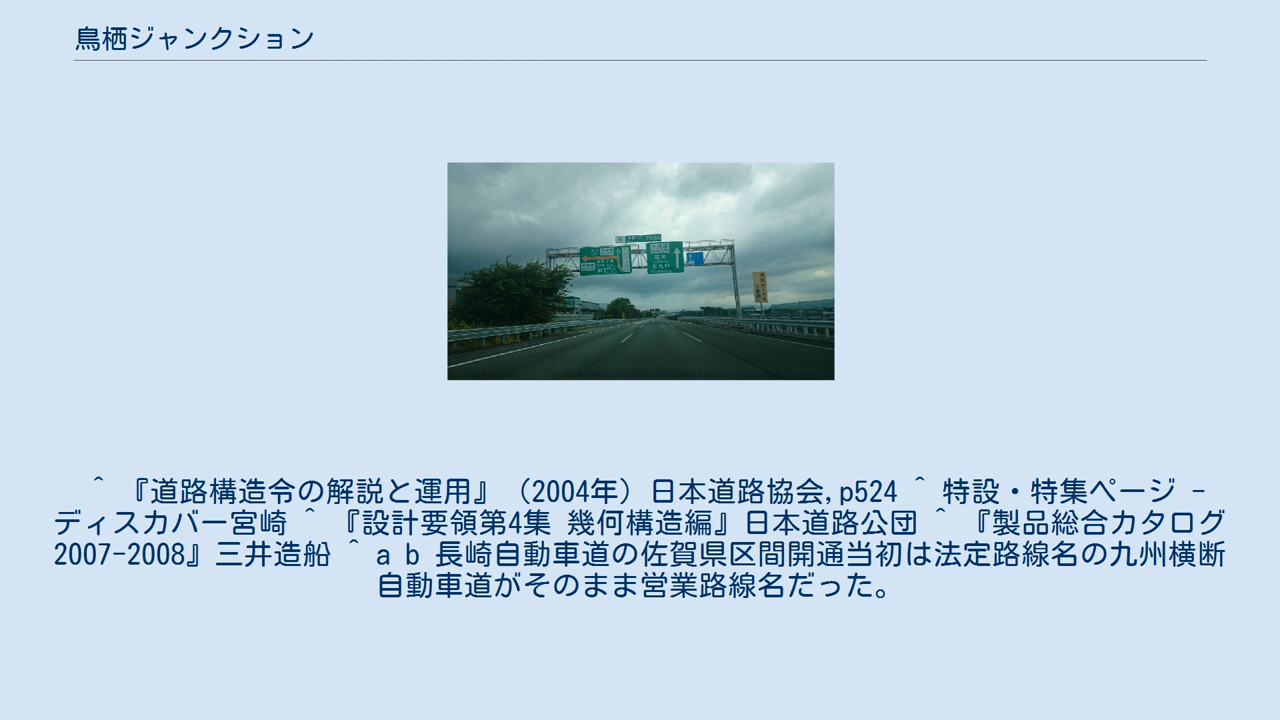 鳥栖ジャンクション
^ 『道路構造令の解説と運用』（2004年）日本道路協会,p524 ^ 特設・特集ページ -
ディスカバー宮崎 ^ 『設計要領第4集 幾何構造編』日本道路公団 ^ 『製品総合カタログ
2007-2008』三井造船 ^ a b 長崎自動車道の佐賀県区間開通当初は法定路線名の九州横断
自動車道がそのまま営業路線名だった。